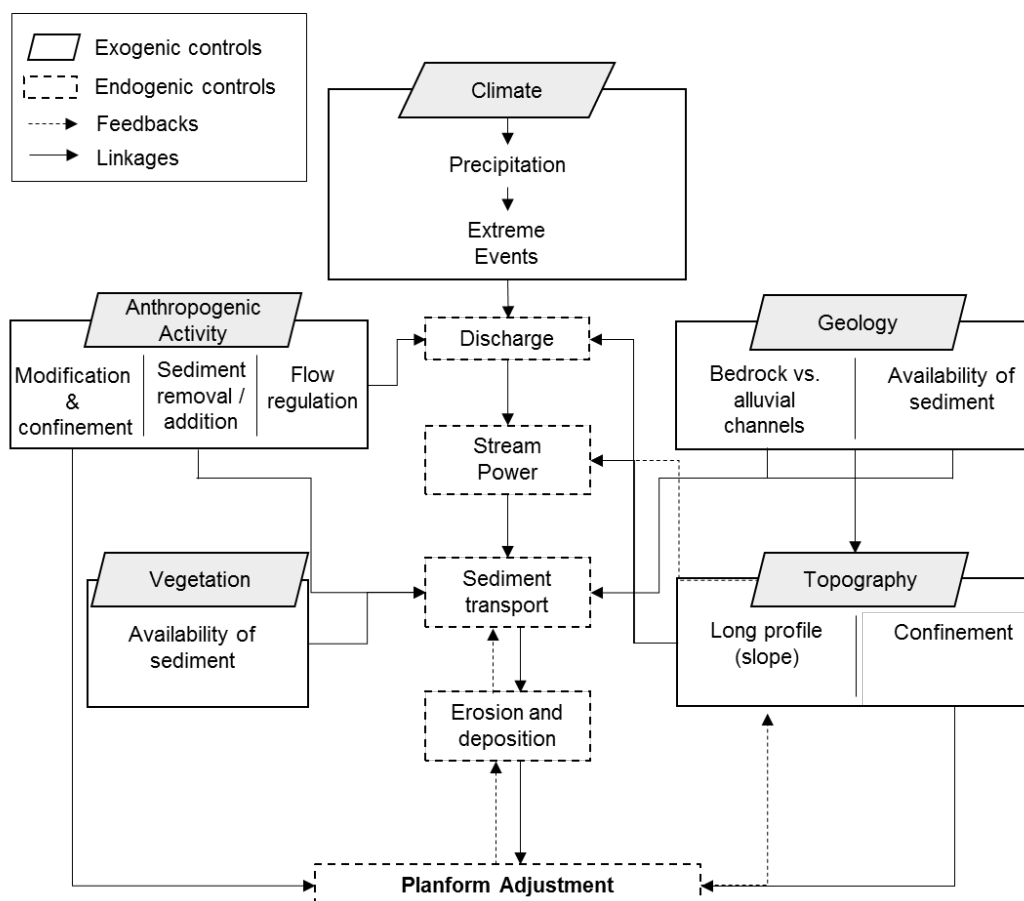 Exogenic controls
Endogenic controls
Feedbacks
Linkages
Climate
Precipitation
Extreme
Events
Anthropogenic
Activity
Modification
&
confinement
Sediment
removal /
addition
Flow
regulation
Discharge
Geology
Bedrock vs.
alluvial
channels
Availability of
sediment
Stream
Power
Vegetation
Availability of
sediment
Sediment
transport
Topography
Long profile
(slope)
Confinement
Erosion and
deposition
Planform Adjustment